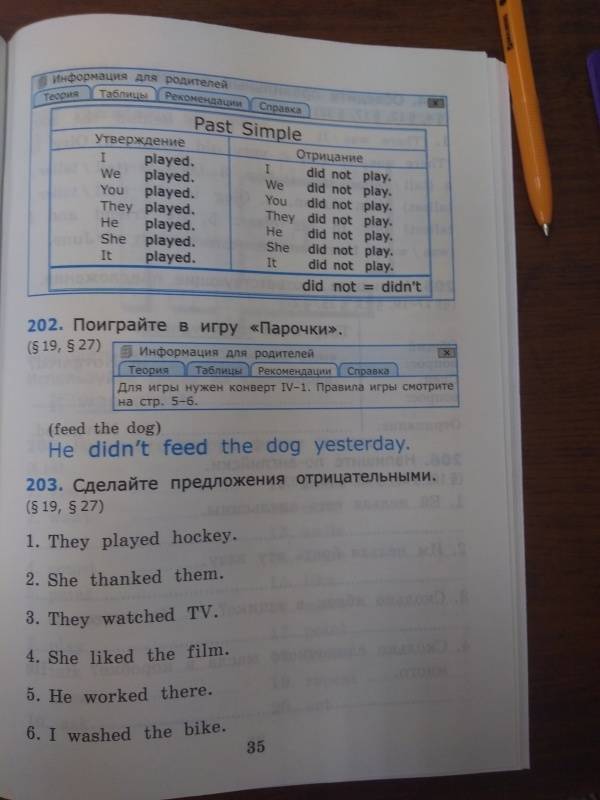 Информация для родителей
Теория Таблицы Рекомендации Справка
Past Simple
Утверждение Отрицание
I played. I did not play.
We played. We did not play.
You played. You did not play.
They played. They did not play.
He played. He did not play.
She played. She did not play.
It played. It did not play.
did not = didn't
202. Поиграйте в игру «Парочки».
(§ 19, § 27)
Информация для родителей
Теория Таблицы Рекомендации Справка
Для игры нужен конверт IV–1. Правила игры смотрите
на стр. 5–6.
(feed the dog)
He didn't feed the dog yesterday.
203. Сделайте предложения отрицательными.
(§ 19, § 27)
1. They played hockey.
2. She thanked them.
3. They watched TV.
4. She liked the film.
5. He worked there.
6. I washed the bike.
35